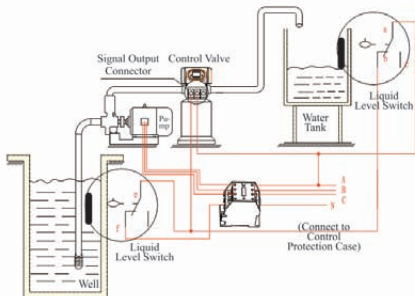 Signal Output
Connector
Control Valve
Pu-
mp
a
b
Liquid
Level Switch
Water
Tank
A
B
C
N
(Connect to
Control
Protection Case)
e
f
Liquid
Level Switch
Well